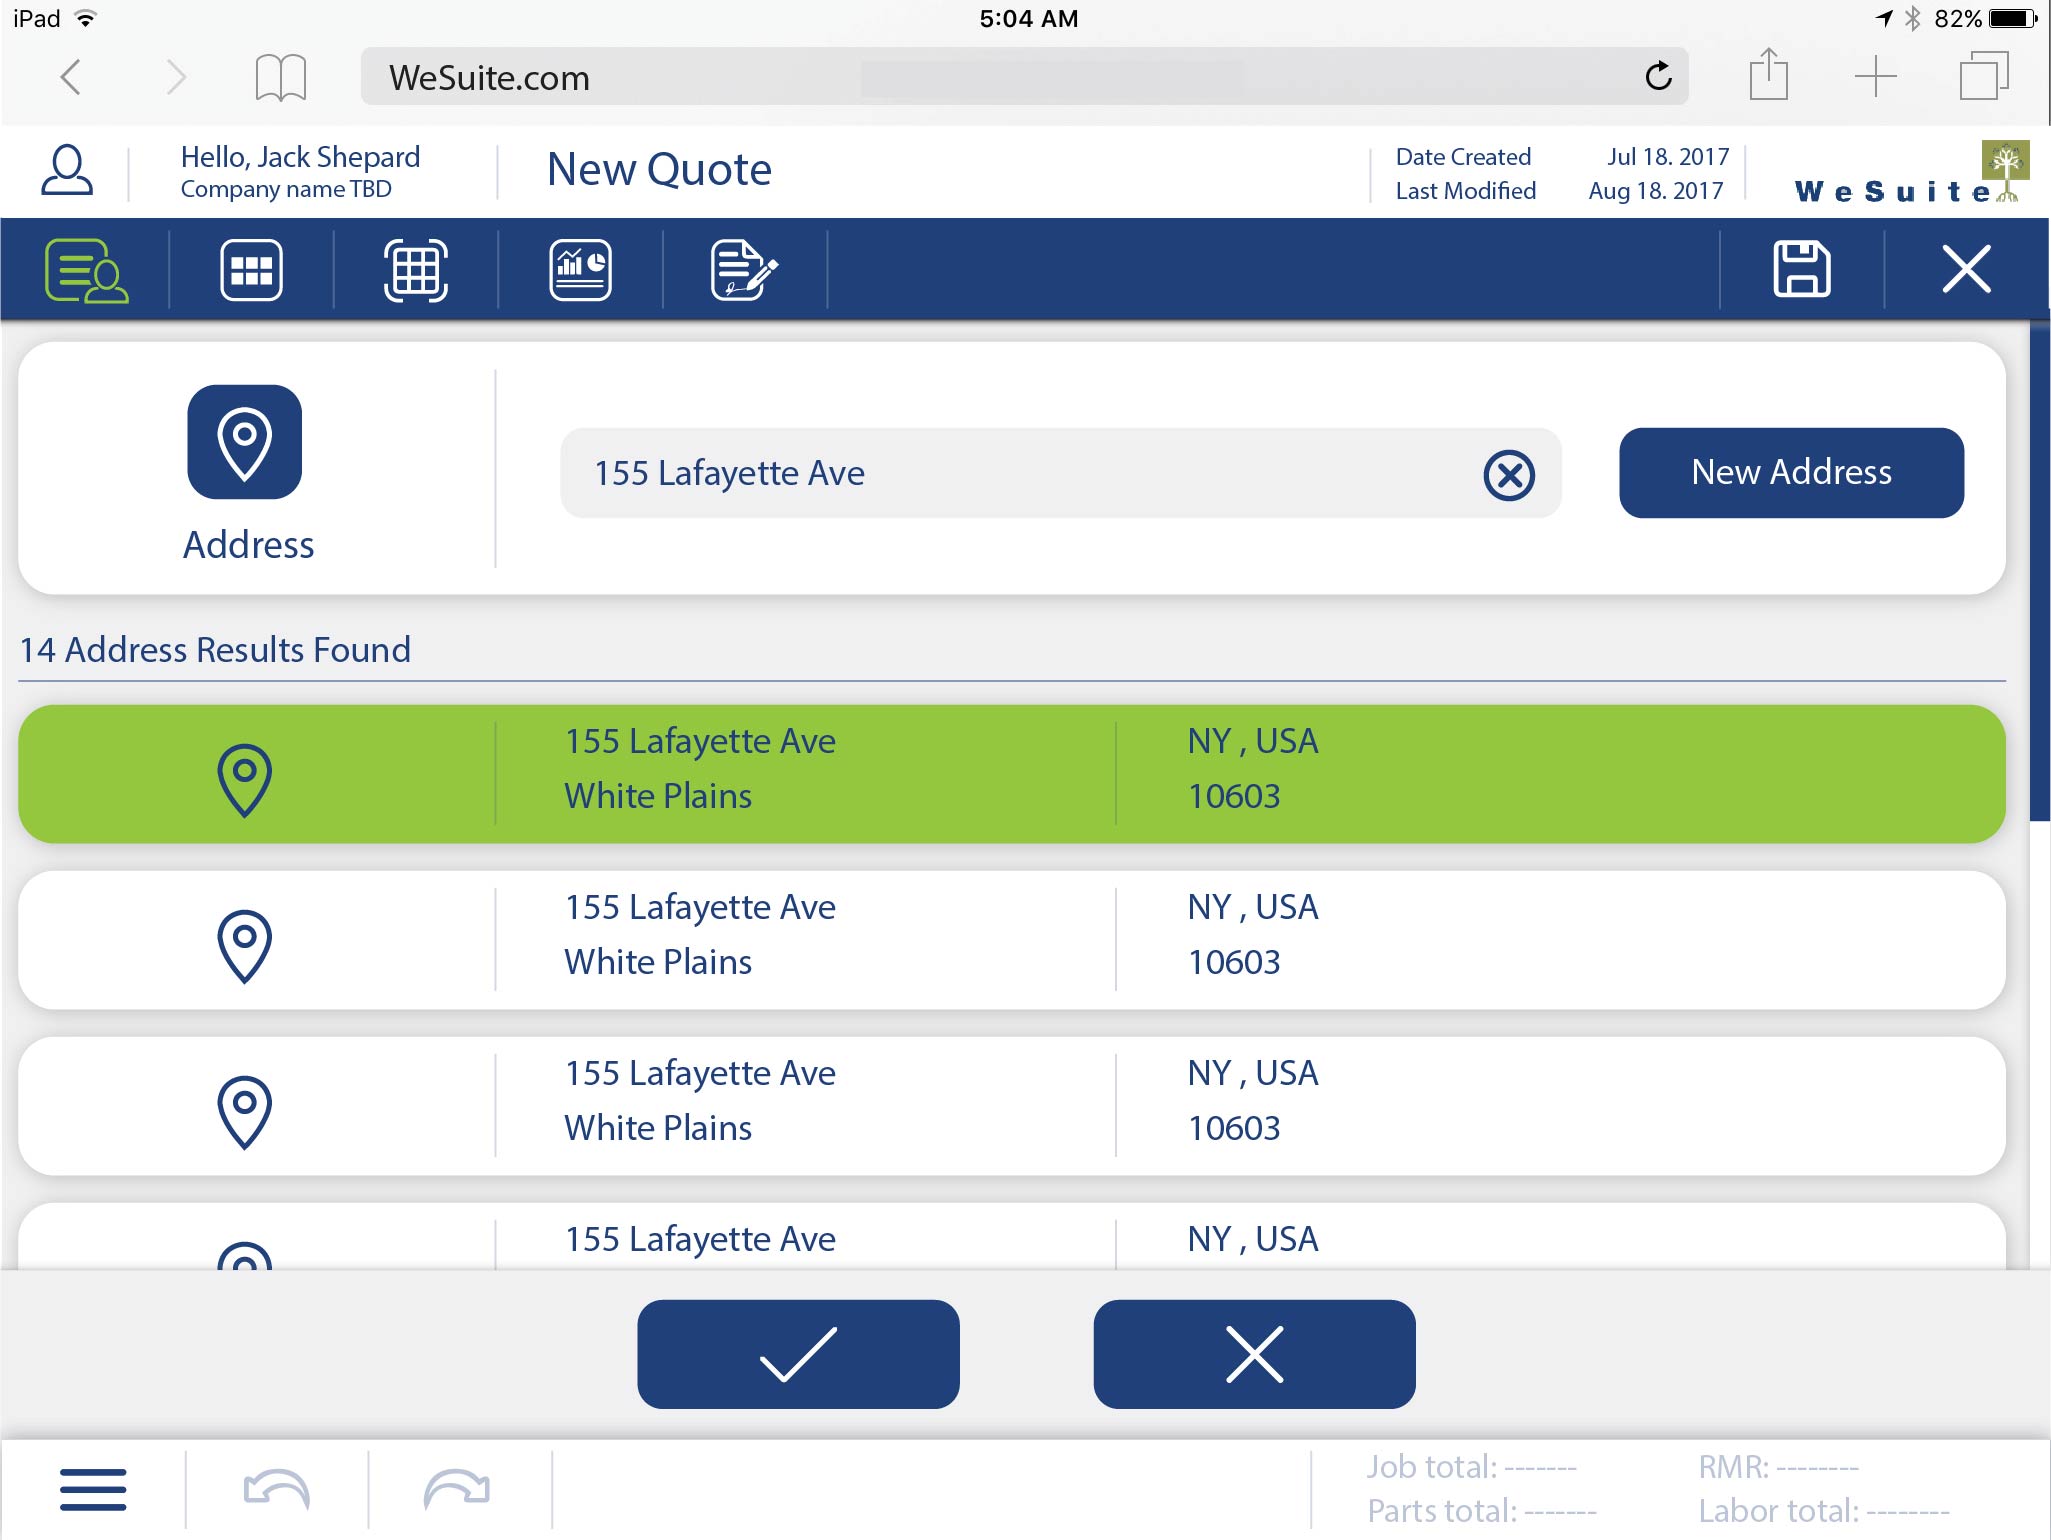 iPad 5:04 AM 82%
WeSuite.com
Hello, Jack Shepard
Company name TBD
New Quote
Date Created Jul 18. 2017
Last Modified Aug 18. 2017
WeSuite
155 Lafayette Ave
New Address
Address
14 Address Results Found
155 Lafayette Ave NY , USA
White Plains 10603
155 Lafayette Ave NY , USA
White Plains 10603
155 Lafayette Ave NY , USA
White Plains 10603
155 Lafayette Ave NY , USA
Job total: ------- RMR: --------
Parts total: ------- Labor total: --------